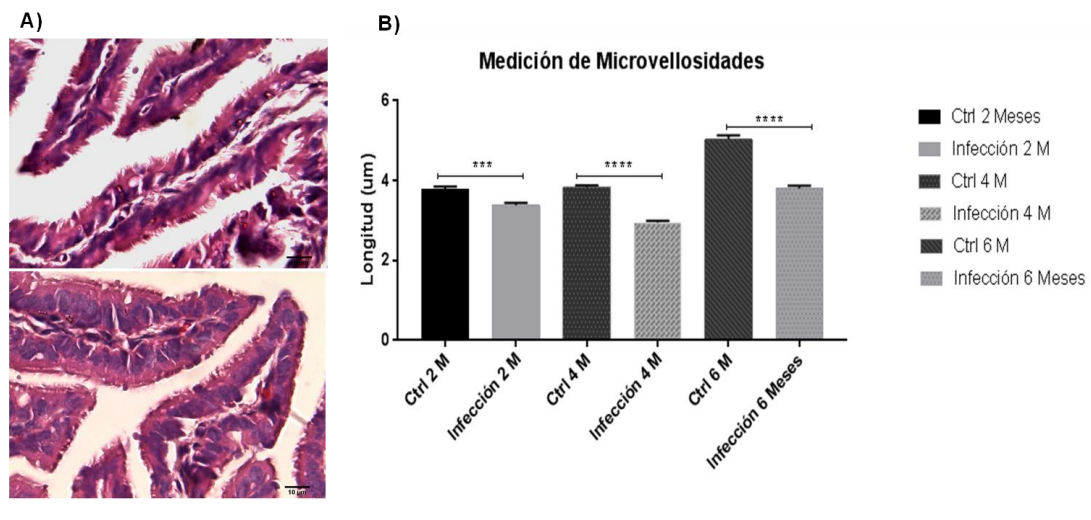 A)
B)
10 µm
Medición de Microvellosidades
Longitud (um)
6
4
2
0
***
****
****
Ctrl 2 M
Infección 2 M
Ctrl 4 M
Infección 4 M
Ctrl 6 M
Infección 6 Meses
Ctrl 2 Meses
Infección 2 M
Ctrl 4 M
Infección 4 M
Ctrl 6 M
Infección 6 Meses